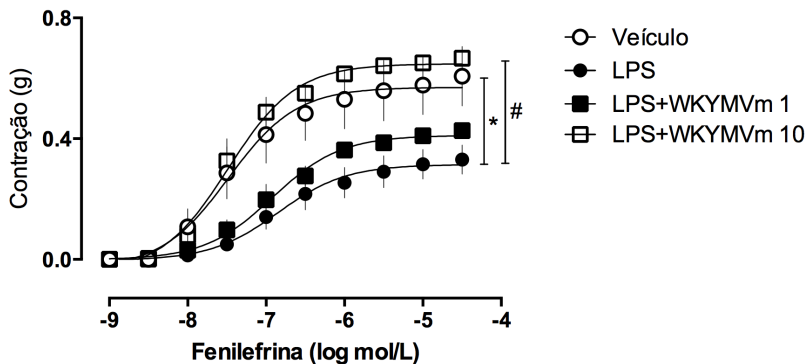 0.8
0.4
0.0
Contração (g)
-9 -8 -7 -6 -5 -4
Fenilefrina (log mol/L)
*
#
Veículo
LPS
LPS+WKYMVm 1
LPS+WKYMVm 10